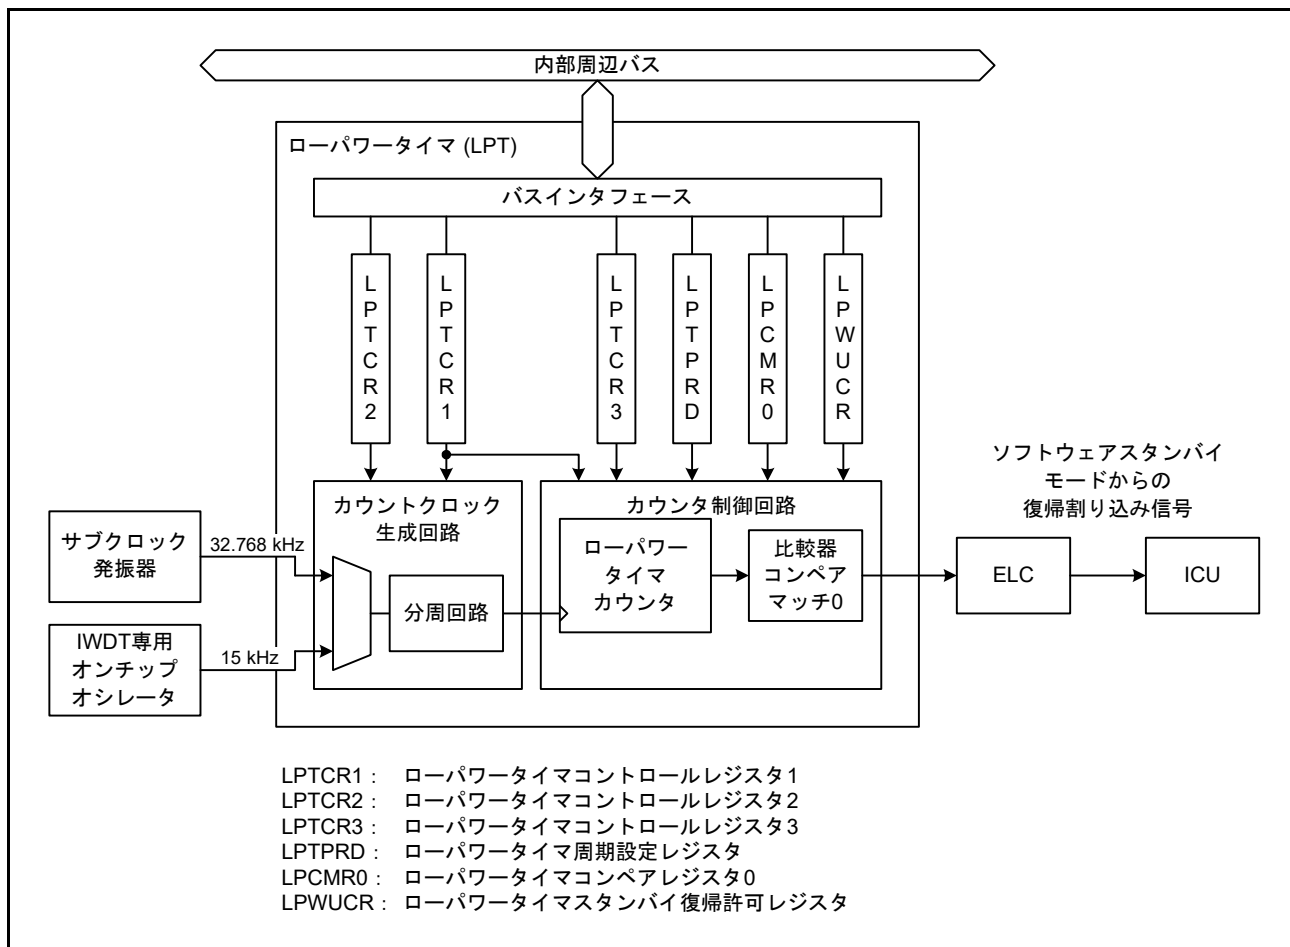 内部周辺バス
ローパワータイマ (LPT)
バスインタフェース
LPTCR2
LPTCR1
LPTCR3
LPTPRD
LPCMR0
LPWUCR
ソフトウェアスタンバイ
モードからの
復帰割り込み信号
カウントクロック
生成回路
カウンタ制御回路
サブクロック
発振器
32.768 kHz
分周回路
ローパワー
タイマ
カウンタ
比較器
コンペア
マッチ0
ELC
ICU
IWDT専用
オンチップ
オシレータ
15 kHz
LPTCR1： ローパワータイマコントロールレジスタ1
LPTCR2： ローパワータイマコントロールレジスタ2
LPTCR3： ローパワータイマコントロールレジスタ3
LPTPRD： ローパワータイマ周期設定レジスタ
LPCMR0： ローパワータイマコンペアレジスタ0
LPWUCR： ローパワータイマスタンバイ復帰許可レジスタ